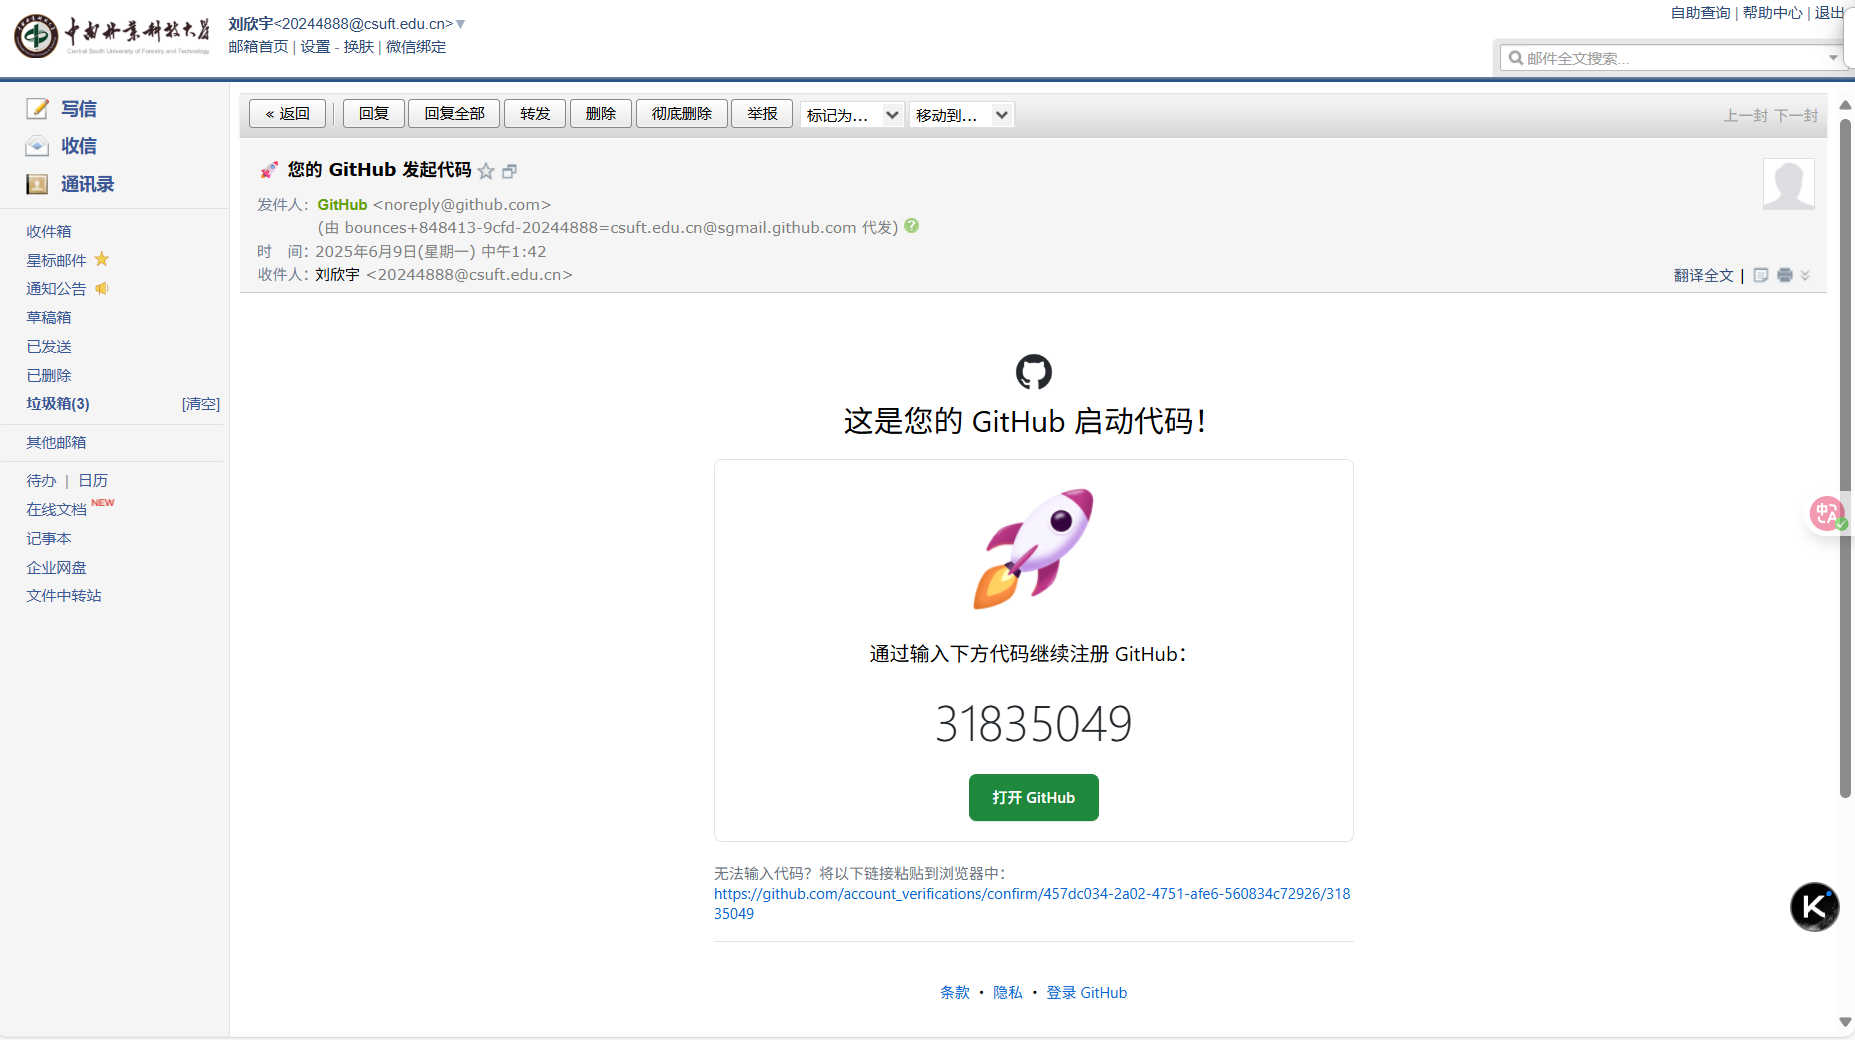 中南林业科技大学
Central South University of Forestry and Technology
刘欣宇<20244888@csuft.edu.cn>
邮箱首页 | 设置 - 换肤 | 微信绑定
自助查询 | 帮助中心 | 退出
邮件全文搜索...
写信
收信
通讯录
收件箱
星标邮件
通知公告
草稿箱
已发送
已删除
垃圾箱(3) [清空]
其他邮箱
待办 | 日历
在线文档 NEW
记事本
企业网盘
文件中转站
« 返回 回复 回复全部 转发 删除 彻底删除 举报 标记为... 移动到... 上一封 下一封
您的 GitHub 发起代码
发件人： GitHub <noreply@github.com>
(由 bounces+848413-9cfd-20244888=csuft.edu.cn@sgmail.github.com 代发)
时 间： 2025年6月9日(星期一) 中午1:42
收件人： 刘欣宇 <20244888@csuft.edu.cn>
翻译全文 |
这是您的 GitHub 启动代码！
通过输入下方代码继续注册 GitHub：
31835049
打开 GitHub
无法输入代码？将以下链接粘贴到浏览器中：
https://github.com/account_verifications/confirm/457dc034-2a02-4751-afe6-560834c72926/318
35049
条款 • 隐私 • 登录 GitHub
中A
K